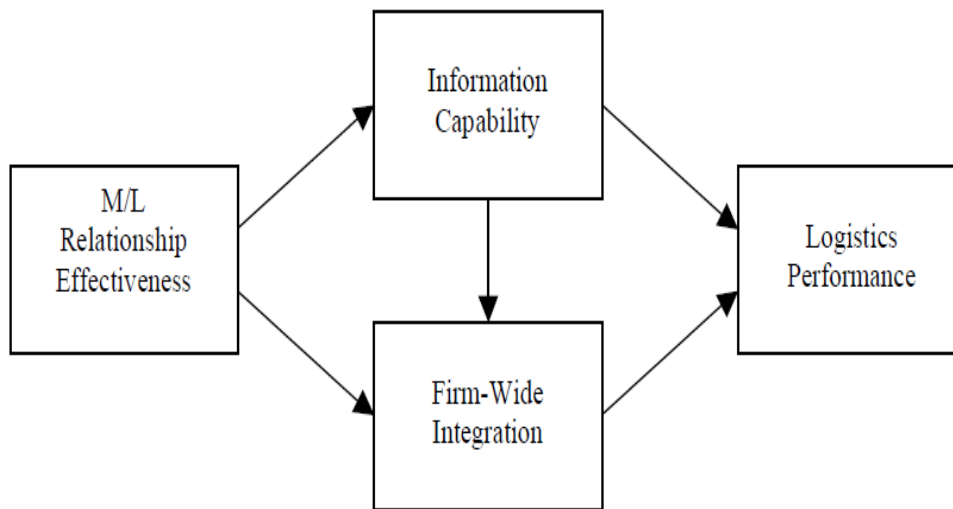 Information
Capability
M/L
Relationship
Effectiveness
Logistics
Performance
Firm-Wide
Integration